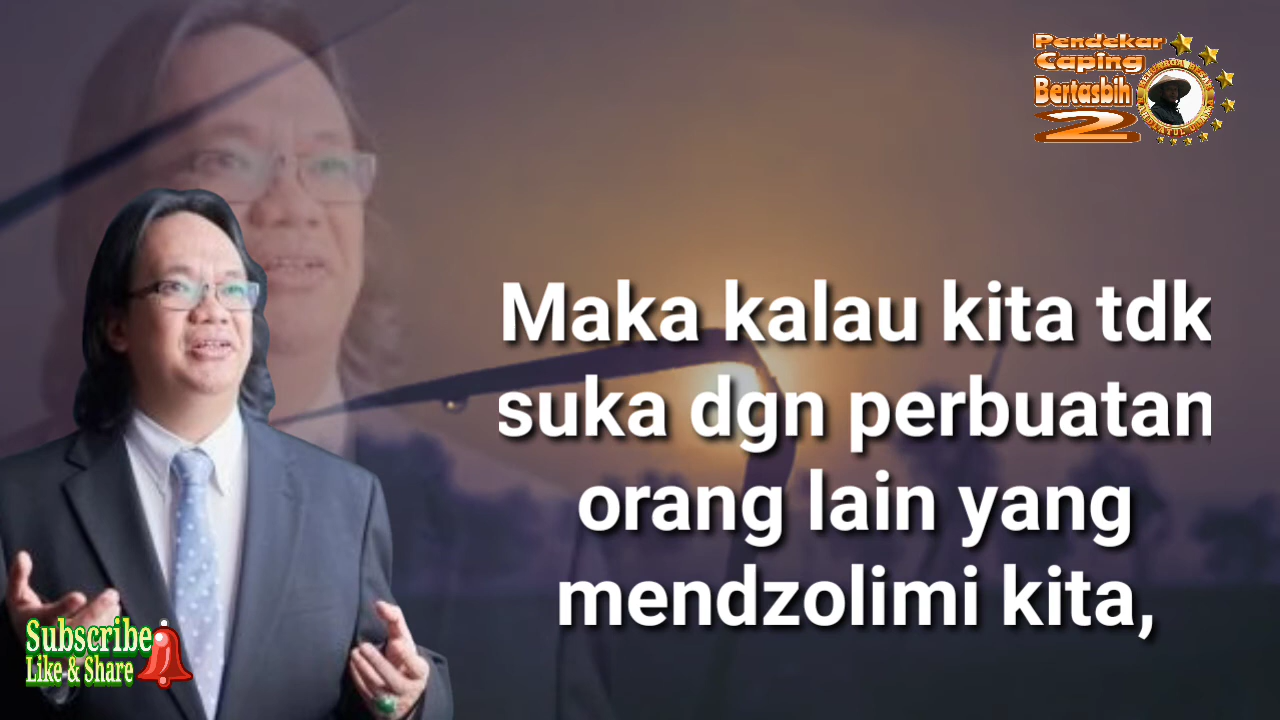 Pendekar
Caping
Bertasbih
2
Maka kalau kita tdk
suka dgn perbuatan
orang lain yang
mendzolimi kita,
Subscribe
Like & Share